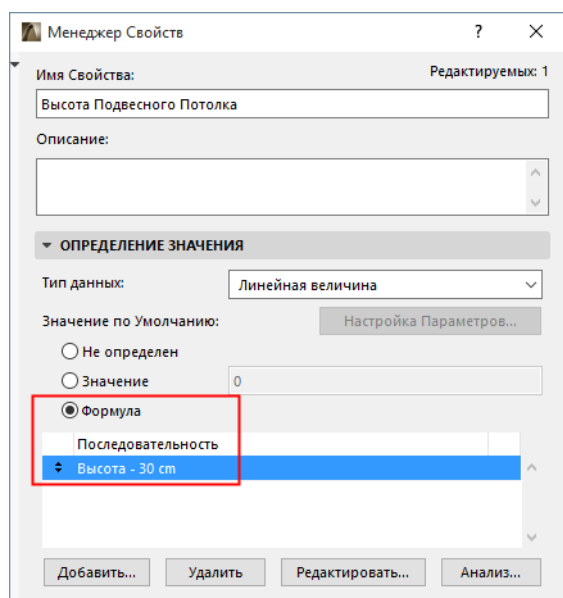 Менеджер Свойств
Имя Свойства: Редактируемых: 1
Высота Подвесного Потолка
Описание:
ОПРЕДЕЛЕНИЕ ЗНАЧЕНИЯ
Тип данных: Линейная величина
Значение по Умолчанию: Настройка Параметров...
Не определен
Значение 0
Формула
Последовательность
Высота - 30 cm
Добавить... Удалить Редактировать... Анализ...